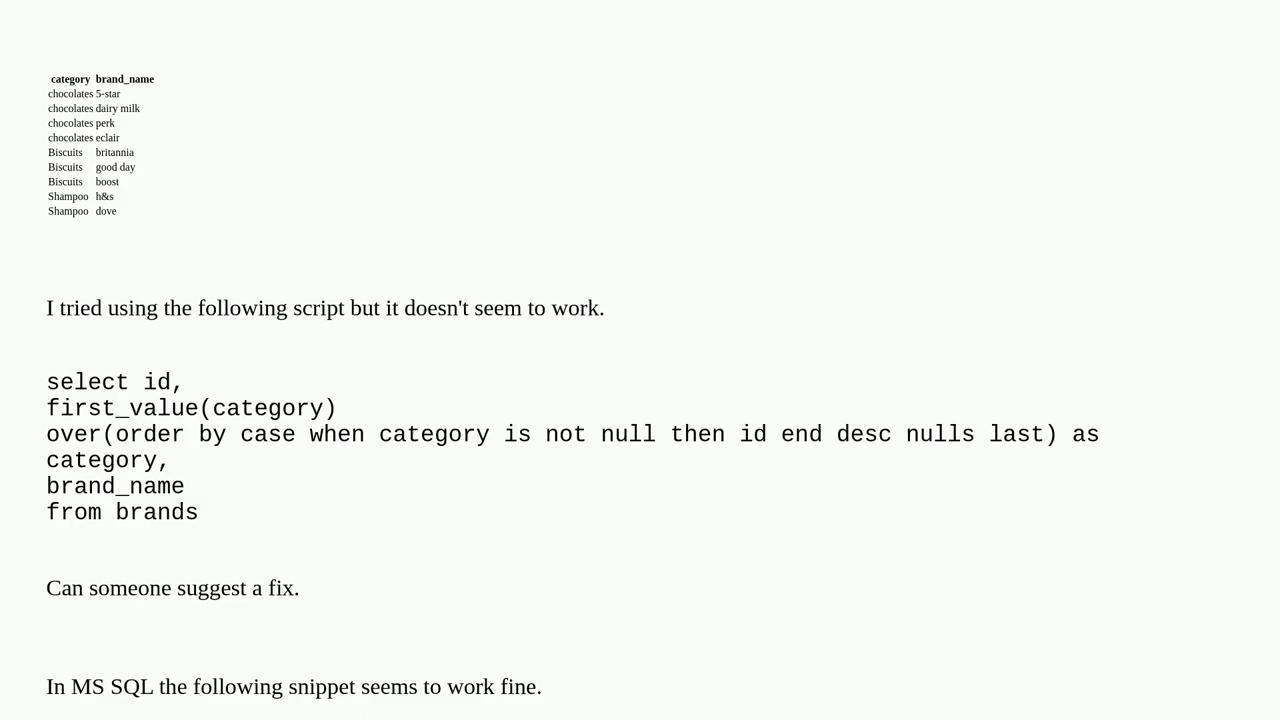 category brand_name
chocolates 5-star
chocolates dairy milk
chocolates perk
chocolates eclair
Biscuits britannia
Biscuits good day
Biscuits boost
Shampoo h&s
Shampoo dove
I tried using the following script but it doesn't seem to work.
select id,
first_value(category)
over(order by case when category is not null then id end desc nulls last) as
category,
brand_name
from brands
Can someone suggest a fix.
In MS SQL the following snippet seems to work fine.